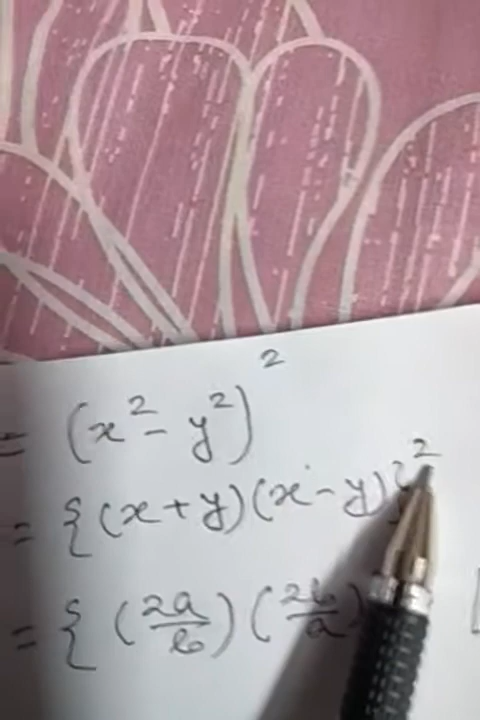 = (x² - y²)²
= {(x+y)(x-y)}²
= {(2a/b)(2b/a)